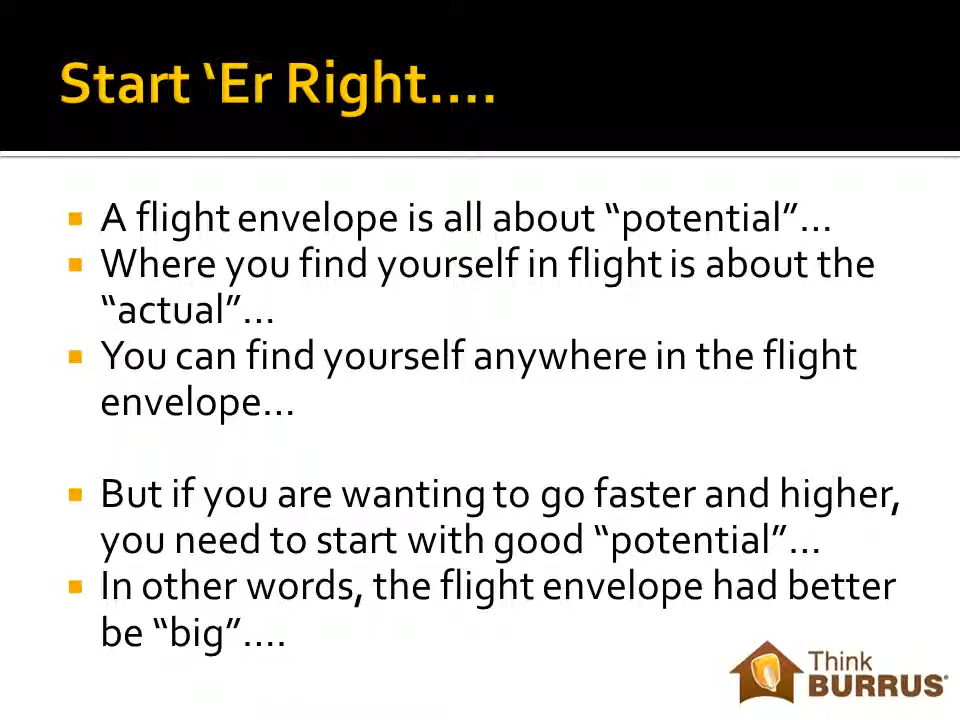 Start ‘Er Right....
A flight envelope is all about “potential”...
Where you find yourself in flight is about the
“actual”...
You can find yourself anywhere in the flight
envelope...
But if you are wanting to go faster and higher,
you need to start with good “potential”...
In other words, the flight envelope had better
be “big”....
Think
BURRUS®